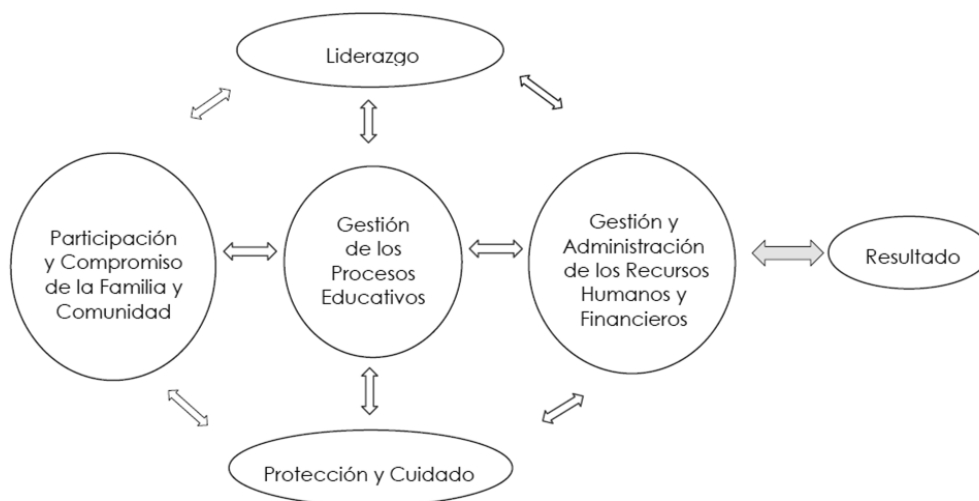 Liderazgo
Participación
y Compromiso
de la Familia y
Comunidad
Gestión
de los
Procesos
Educativos
Gestión y
Administración
de los Recursos
Humanos y
Financieros
Resultado
Protección y Cuidado